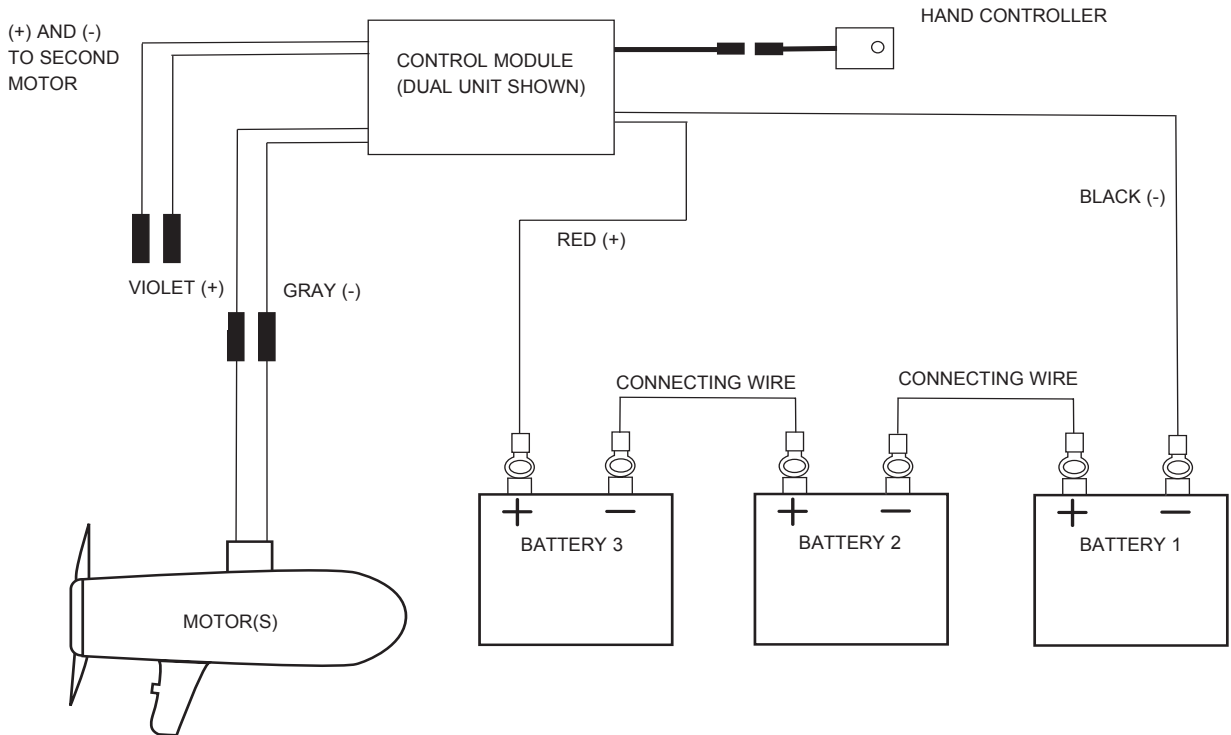 (+) AND (-)
TO SECOND
MOTOR
CONTROL MODULE
(DUAL UNIT SHOWN)
HAND CONTROLLER
BLACK (-)
RED (+)
VIOLET (+)
GRAY (-)
CONNECTING WIRE
CONNECTING WIRE
+ −
BATTERY 3
+ −
BATTERY 2
+ −
BATTERY 1
MOTOR(S)